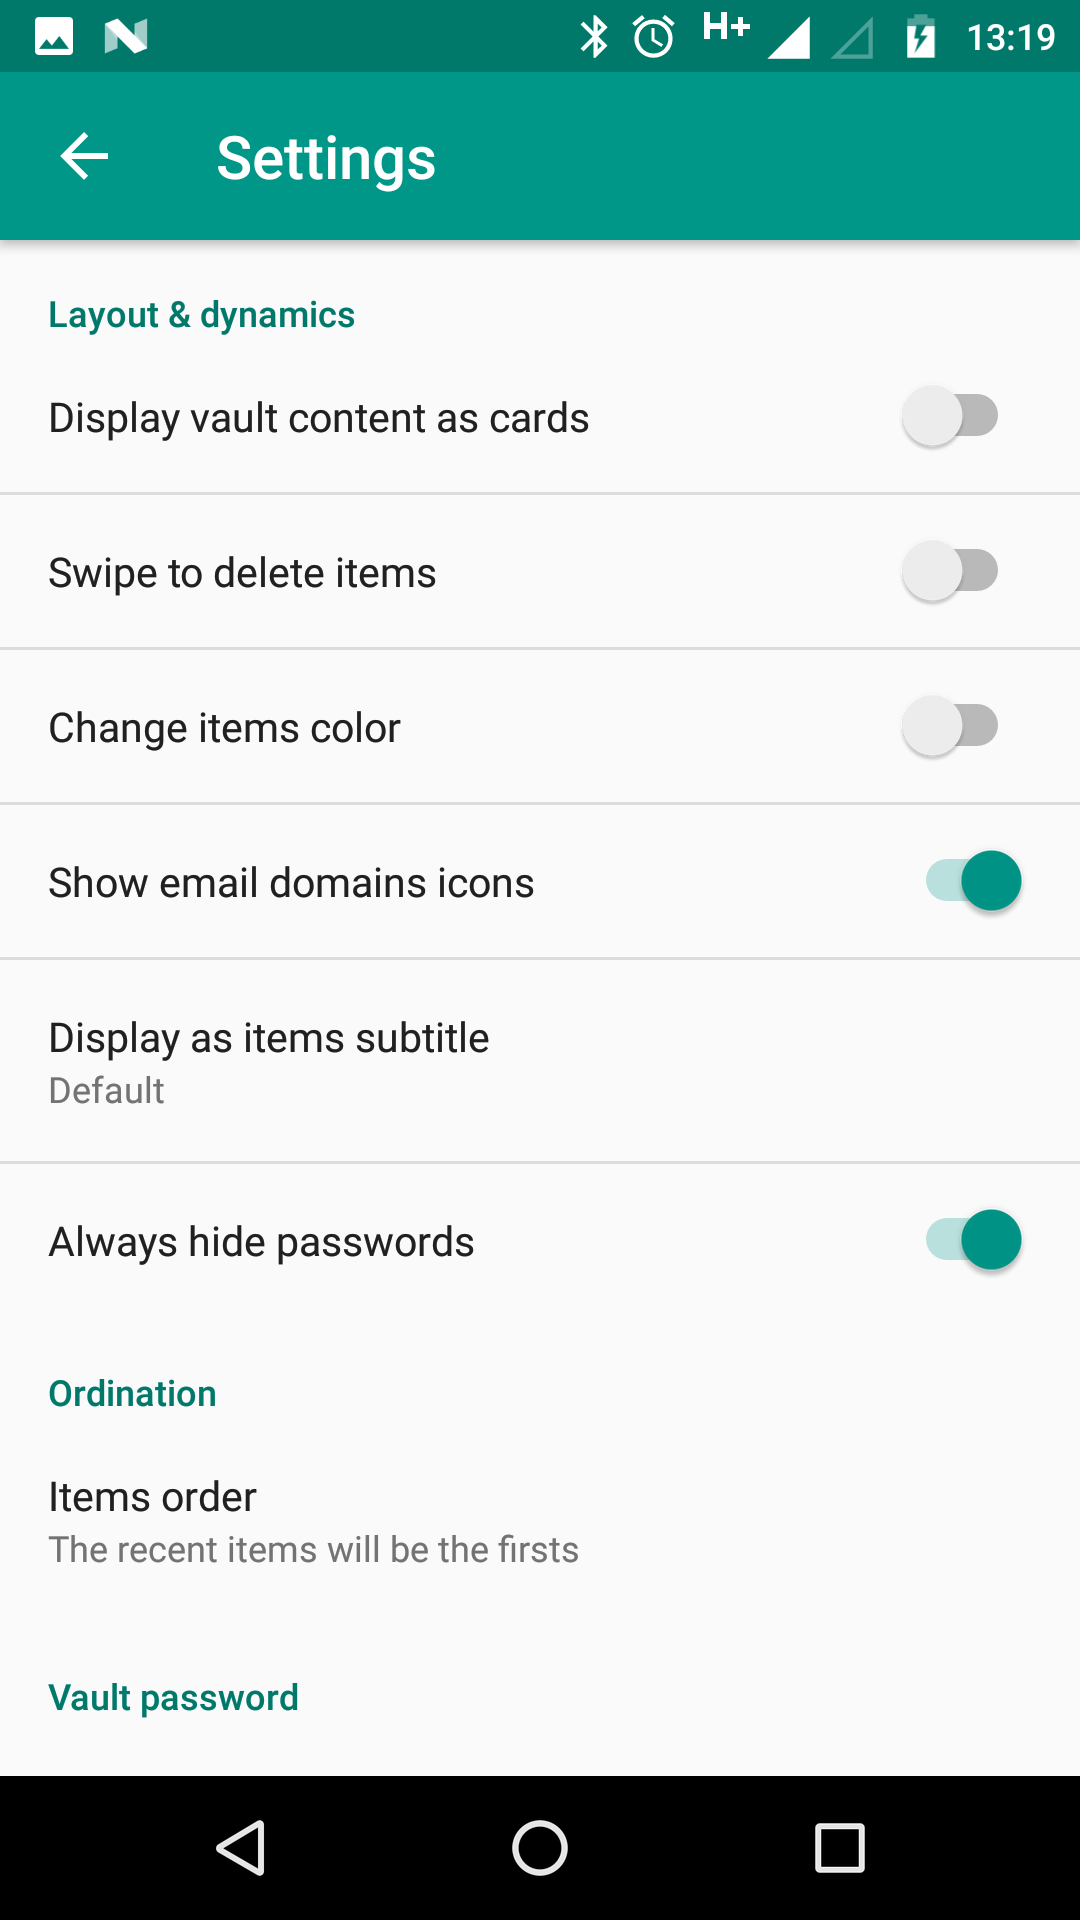 H+ 13:19
Settings
Layout & dynamics
Display vault content as cards
Swipe to delete items
Change items color
Show email domains icons
Display as items subtitle
Default
Always hide passwords
Ordination
Items order
The recent items will be the firsts
Vault password